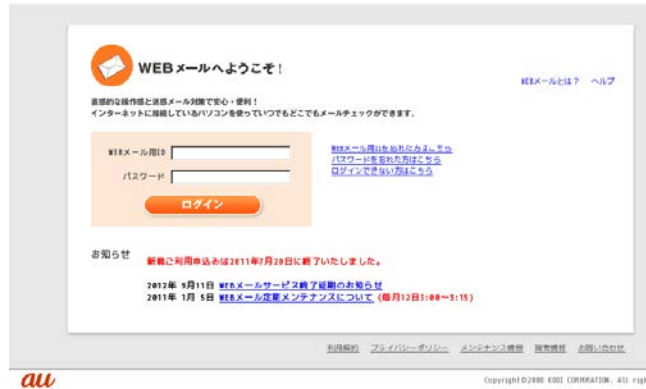 WEBメールへようこそ!
WEBメールとは? ヘルプ
直感的な操作感と迷惑メール対策で安心・便利!
インターネットに接続しているパソコンを使っていつでもどこでもメールチェックができます。
WEBメール用ID
WEBメール用IDを忘れた方はこちら
パスワードを忘れた方はこちら
パスワード
ログインできない方はこちら
ログイン
お知らせ
新規ご利用申込みは2011年7月20日に終了いたしました。
2012年 9月11日 WEBメールサービス終了延期のお知らせ
2011年 1月 5日 WEBメール定期メンテナンスについて (毎月12日3:00～5:15)
利用規約 プライバシーポリシー メンテナンス情報 障害情報 お問い合わせ
au
Copyright©2008 KDDI CORPORATION. All